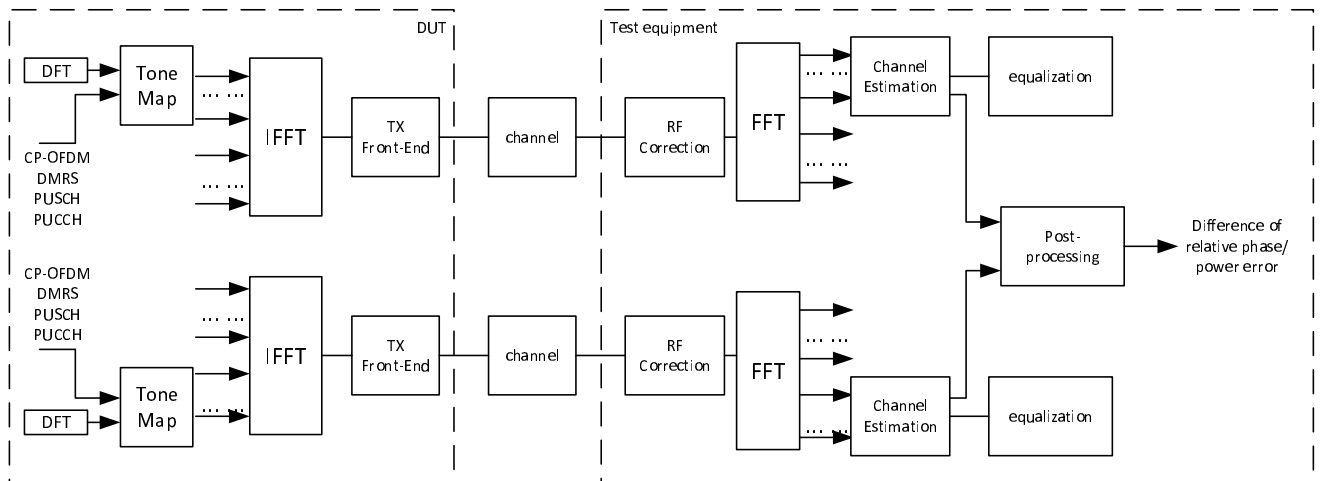 DUT
Test equipment
DFT
Tone
Map
... ...
... ...
IFFT
TX
Front-End
channel
RF
Correction
FFT
... ...
... ...
Channel
Estimation
equalization
CP-OFDM
DMRS
PUSCH
PUCCH
Post-
processing
Difference of
relative phase/
power error
CP-OFDM
DMRS
PUSCH
PUCCH
DFT
Tone
Map
... ...
... ...
IFFT
TX
Front-End
channel
RF
Correction
FFT
... ...
... ...
Channel
Estimation
equalization